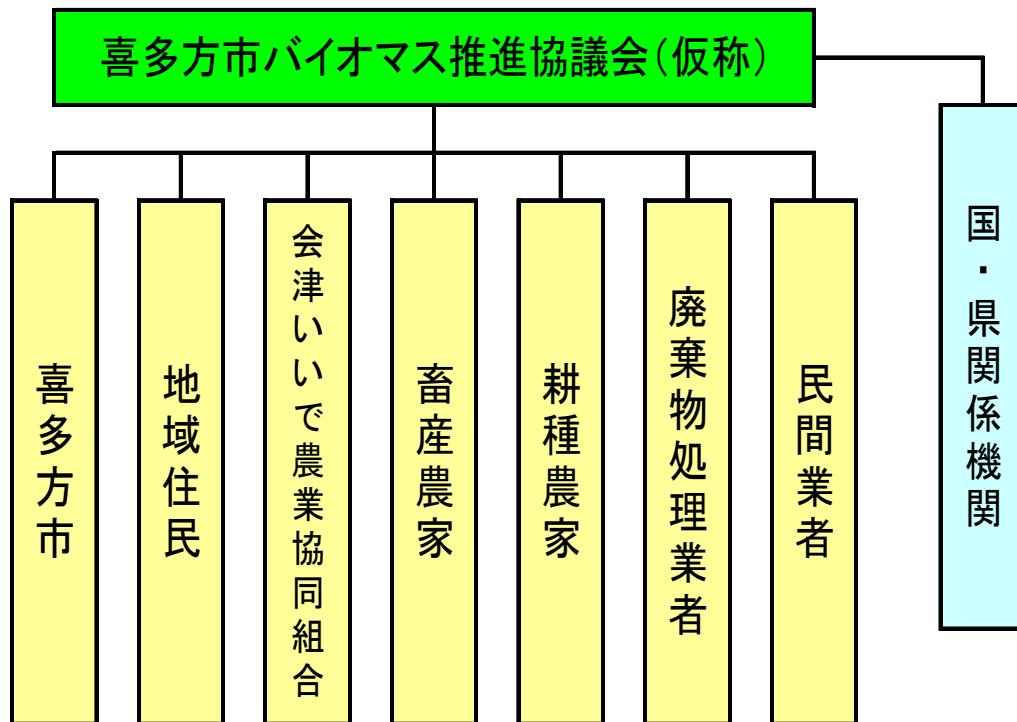 喜多方市バイオマス推進協議会(仮称)
喜多方市
地域住民
会津いいで農業協同組合
畜産農家
耕種農家
廃棄物処理業者
民間業者
国・県関係機関